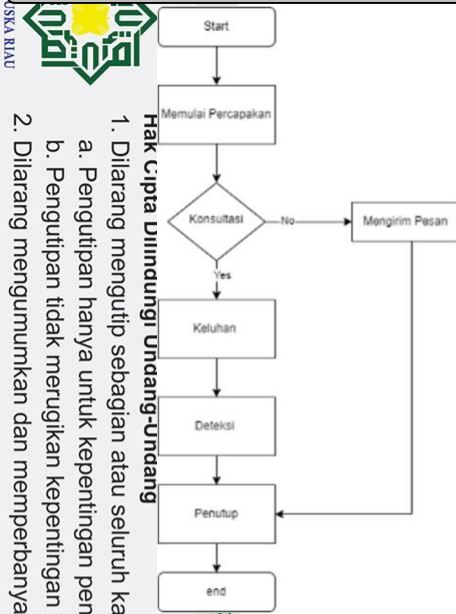 Start
Memulai Percapakan
Konsultasi
No
Mengirim Pesan
Yes
Keluhan
Deteksi
Penutup
end
USKA RIAU
Hak Cipta Dilindungi Undang-Undang
1. Dilarang mengutip sebagian atau seluruh ka
a. Pengutipan hanya untuk kepentingan pen
b. Pengutipan tidak merugikan kepentingan
2. Dilarang mengumumkan dan memperbanya